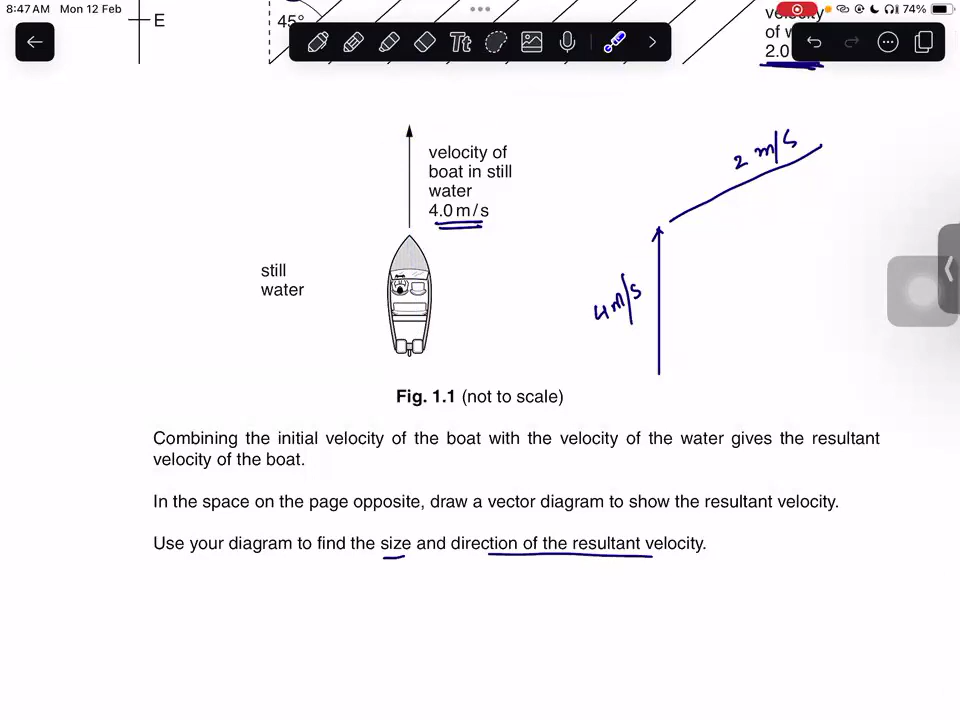 8:47 AM Mon 12 Feb
74%
E
45°
Tt
of
2.0
velocity of
boat in still
water
4.0 m/s
2 m/s
still
water
4 m/s
Fig. 1.1 (not to scale)
Combining the initial velocity of the boat with the velocity of the water gives the resultant
velocity of the boat.
In the space on the page opposite, draw a vector diagram to show the resultant velocity.
Use your diagram to find the size and direction of the resultant velocity.